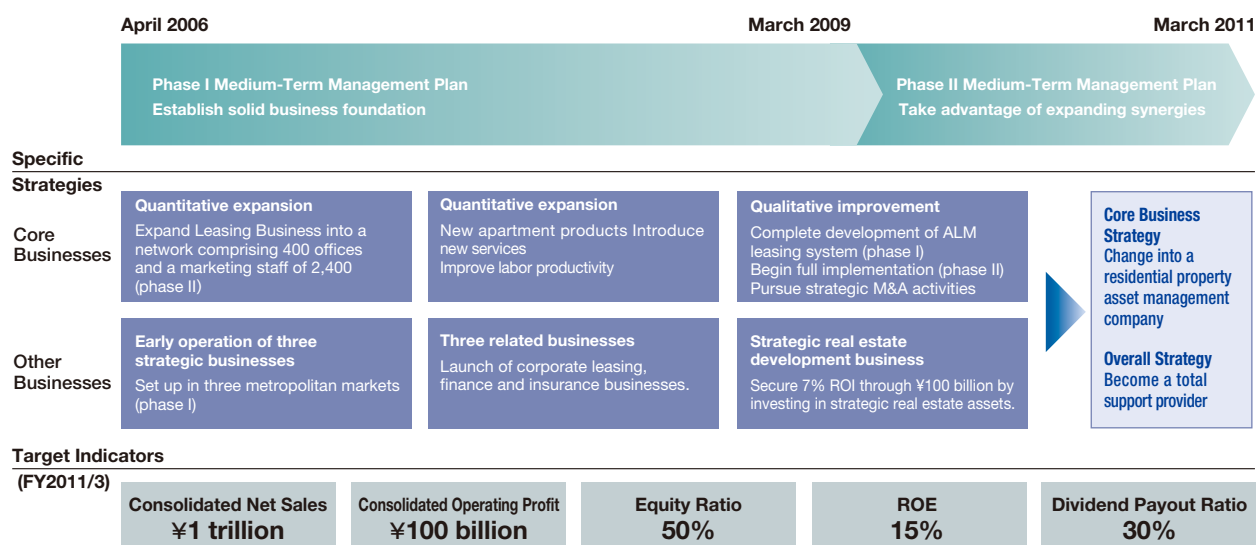 April 2006
March 2009
March 2011
Phase I Medium-Term Management Plan
Establish solid business foundation
Phase II Medium-Term Management Plan
Take advantage of expanding synergies
Specific
Strategies
Core
Businesses
Quantitative expansion
Expand Leasing Business into a
network comprising 400 offices
and a marketing staff of 2,400
(phase II)
Quantitative expansion
New apartment products Introduce
new services
Improve labor productivity
Qualitative improvement
Complete development of ALM
leasing system (phase I)
Begin full implementation (phase II)
Pursue strategic M&A activities
Other
Businesses
Early operation of three
strategic businesses
Set up in three metropolitan markets
(phase I)
Three related businesses
Launch of corporate leasing,
finance and insurance businesses.
Strategic real estate
development business
Secure 7% ROI through ¥100 billion by
investing in strategic real estate assets.
Core Business
Strategy
Change into a
residential property
asset management
company
Overall Strategy
Become a total
support provider
Target Indicators
(FY2011/3)
Consolidated Net Sales
¥1 trillion
Consolidated Operating Profit
¥100 billion
Equity Ratio
50%
ROE
15%
Dividend Payout Ratio
30%